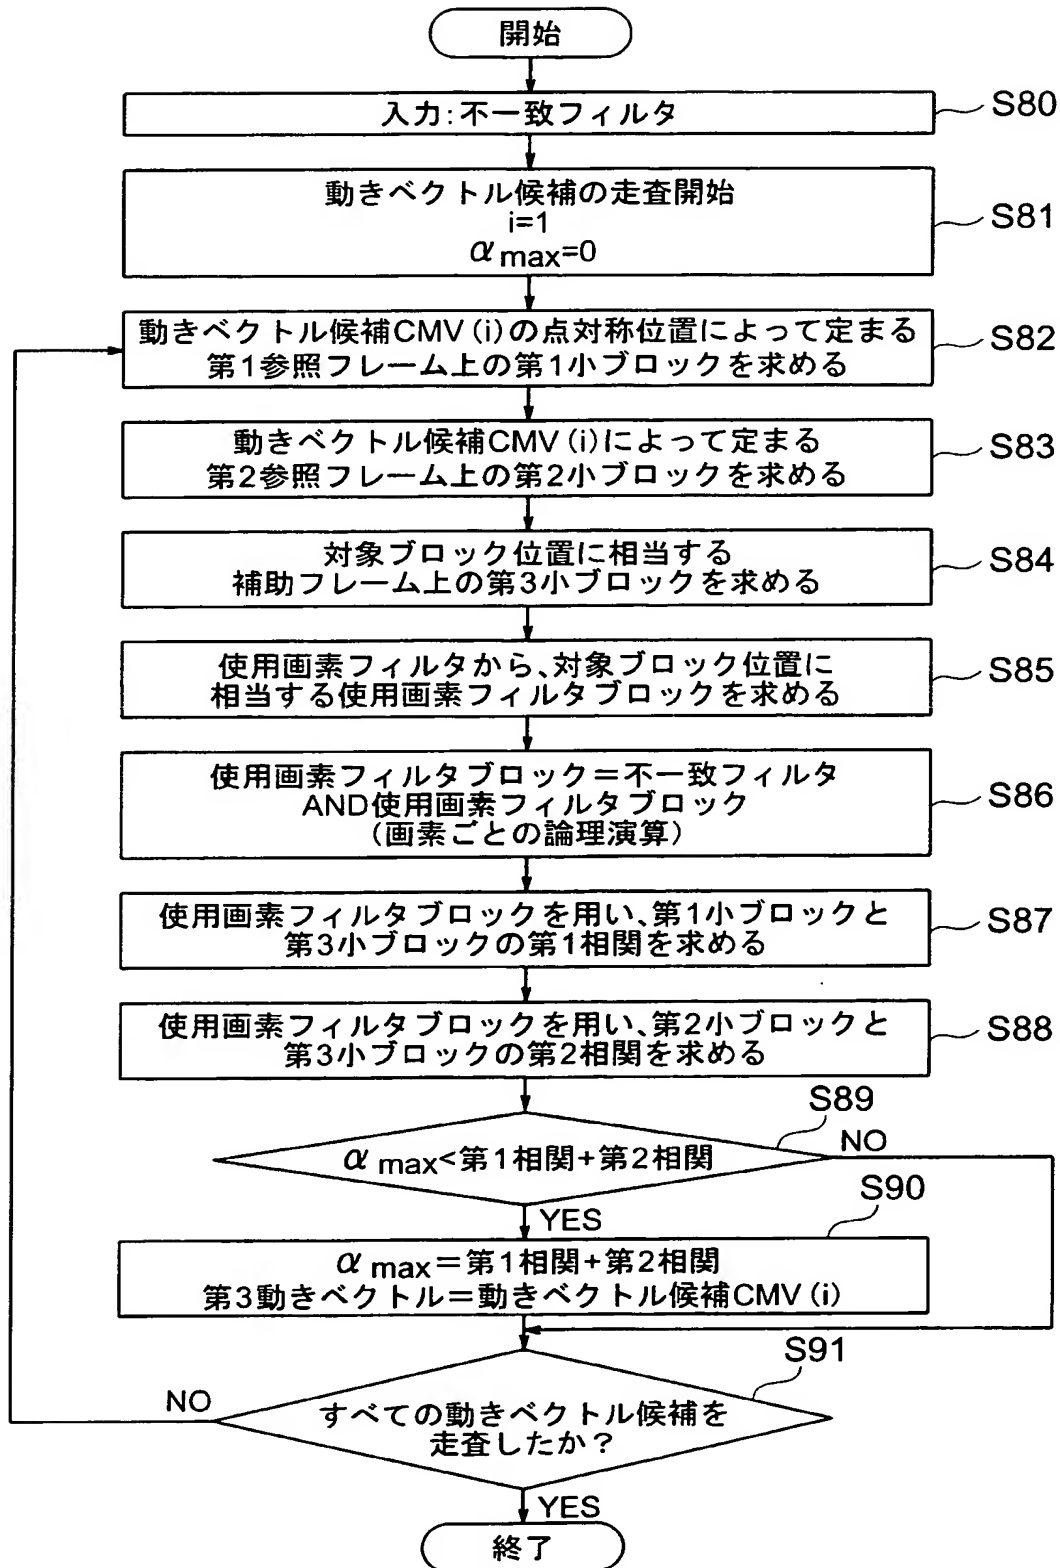 開始
入力:不一致フィルタ
S80
動きベクトル候補の走査開始
i=1
αmax=0
S81
動きベクトル候補CMV(i)の点対称位置によって定まる
第1参照フレーム上の第1小ブロックを求める
S82
動きベクトル候補CMV(i)によって定まる
第2参照フレーム上の第2小ブロックを求める
S83
対象ブロック位置に相当する
補助フレーム上の第3小ブロックを求める
S84
使用画素フィルタから、対象ブロック位置に
相当する使用画素フィルタブロックを求める
S85
使用画素フィルタブロック=不一致フィルタ
AND使用画素フィルタブロック
(画素ごとの論理演算)
S86
使用画素フィルタブロックを用い、第1小ブロックと
第3小ブロックの第1相関を求める
S87
使用画素フィルタブロックを用い、第2小ブロックと
第3小ブロックの第2相関を求める
S88
S89
αmax<第1相関+第2相関
NO
YES
S90
αmax=第1相関+第2相関
第3動きベクトル=動きベクトル候補CMV(i)
S91
NO
すべての動きベクトル候補を
走査したか?
YES
終了